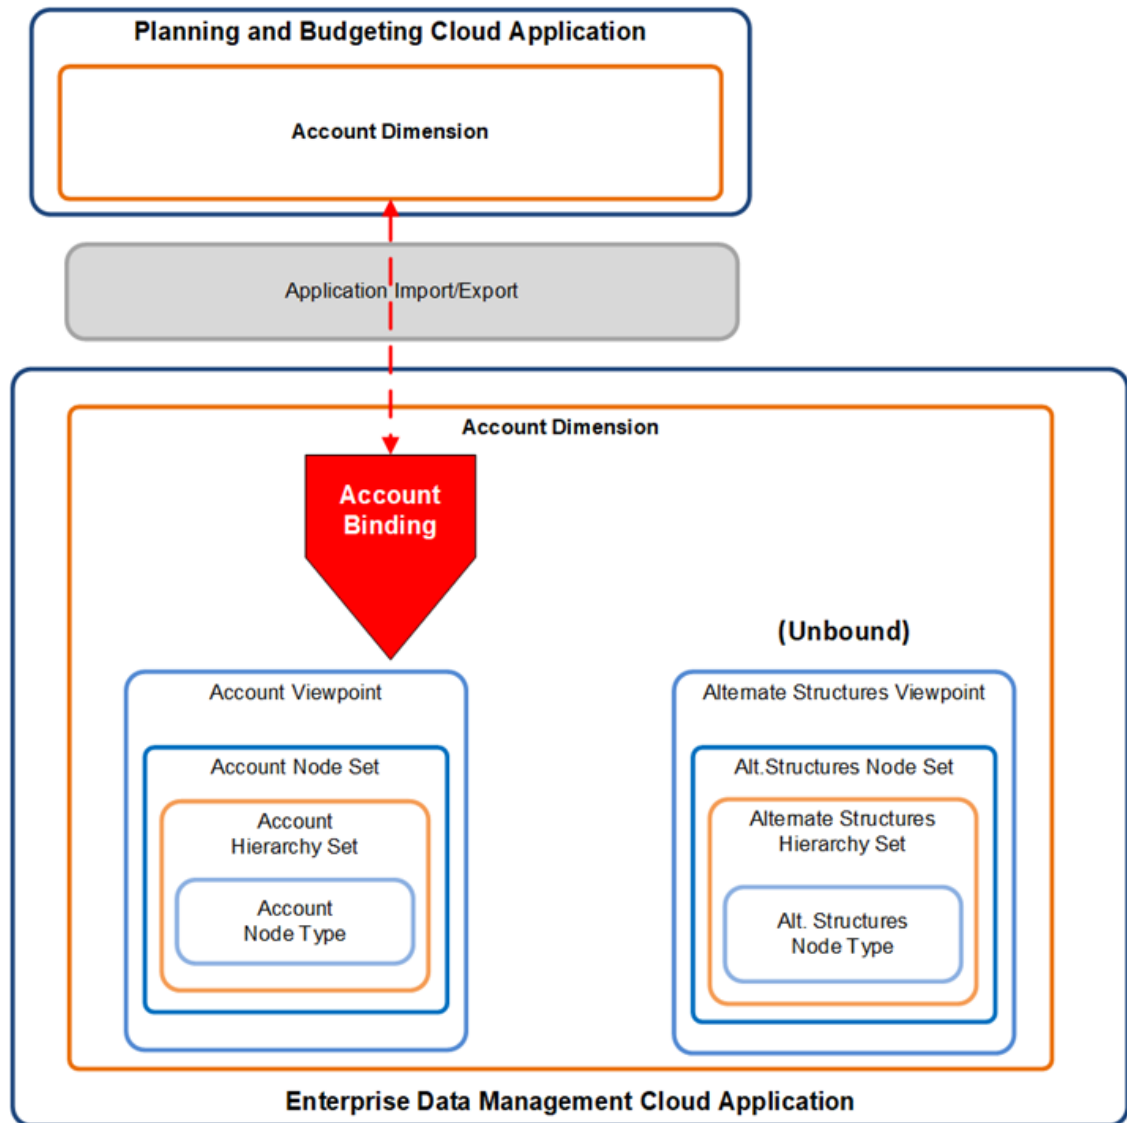 Planning and Budgeting Cloud Application
Account Dimension
Application Import/Export
Account Dimension
Account
Binding
(Unbound)
Account Viewpoint
Account Node Set
Account
Hierarchy Set
Account
Node Type
Alternate Structures Viewpoint
Alt.Structures Node Set
Alternate Structures
Hierarchy Set
Alt. Structures
Node Type
Enterprise Data Management Cloud Application